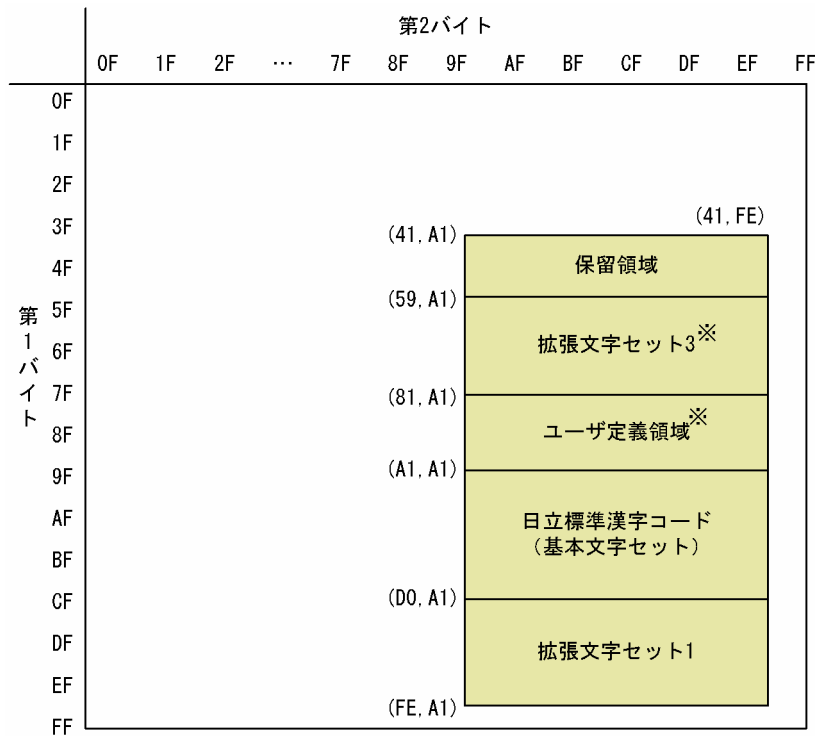 第2バイト
0F 1F 2F … 7F 8F 9F AF BF CF DF EF FF
第1バイト
0F
1F
2F
3F
4F
5F
6F
7F
8F
9F
AF
BF
CF
DF
EF
FF
(41, A1)
(41, FE)
保留領域
(59, A1)
拡張文字セット3※
(81, A1)
ユーザ定義領域※
(A1, A1)
日立標準漢字コード
(基本文字セット)
(D0, A1)
拡張文字セット1
(FE, A1)